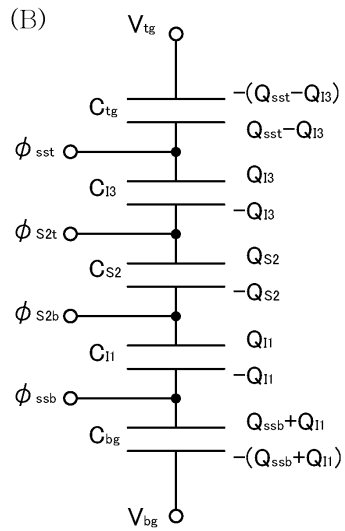 (B)
Vtg
Ctg
-(Qsst-QI3)
Qsst-QI3
ϕsst
CI3
QI3
-QI3
ϕS2t
CS2
QS2
-QS2
ϕS2b
CI1
QI1
-QI1
ϕssb
Cbg
Qssb+QI1
-(Qssb+QI1)
Vbg